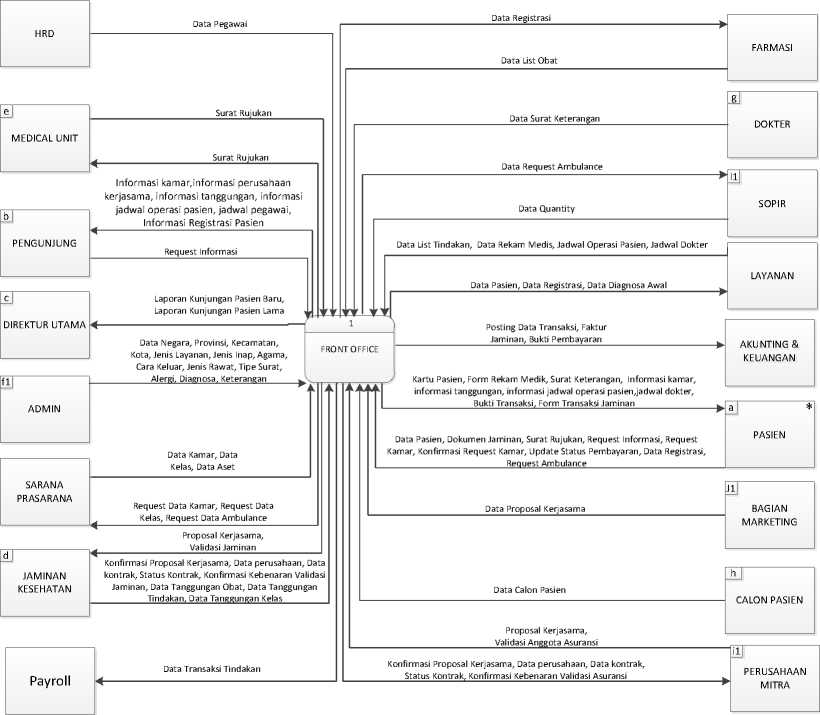 HRD
Data Pegawai
e
MEDICAL UNIT
Surat Rujukan
Surat Rujukan
Informasi kamar,informasi perusahaan
kerjasama, informasi tanggungan, informasi
jadwal operasi pasien, jadwal pegawai,
Informasi Registrasi Pasien
b
PENGUNJUNG
Request Informasi
c
DIREKTUR UTAMA
Laporan Kunjungan Pasien Baru,
Laporan Kunjungan Pasien Lama
Data Negara, Provinsi, Kecamatan,
Kota, Jenis Layanan, Jenis Inap, Agama,
Cara Keluar, Jenis Rawat, Tipe Surat,
Alergi, Diagnosa, Keterangan
f1
ADMIN
SARANA
PRASARANA
Data Kamar, Data
Kelas, Data Aset
Request Data Kamar, Request Data
Kelas, Request Data Ambulance
Proposal Kerjasama,
Validasi Jaminan
d
JAMINAN
KESEHATAN
Konfirmasi Proposal Kerjasama, Data perusahaan, Data
kontrak, Status Kontrak, Konfirmasi Kebenaran Validasi
Jaminan, Data Tanggungan Obat, Data Tanggungan
Tindakan, Data Tanggungan Kelas
Payroll
Data Transaksi Tindakan
1
FRONT OFFICE
Data Registrasi
FARMASI
Data List Obat
g
DOKTER
Data Surat Keterangan
Data Request Ambulance
i1
SOPIR
Data Quantity
Data List Tindakan, Data Rekam Medis, Jadwal Operasi Pasien, Jadwal Dokter
LAYANAN
Data Pasien, Data Registrasi, Data Diagnosa Awal
Posting Data Transaksi, Faktur
Jaminan, Bukti Pembayaran
AKUNTING &
KEUANGAN
Kartu Pasien, Form Rekam Medik, Surat Keterangan, Informasi kamar,
informasi tanggungan, informasi jadwal operasi pasien,jadwal dokter,
Bukti Transaksi, Form Transaksi Jaminan
a
*
PASIEN
Data Pasien, Dokumen Jaminan, Surat Rujukan, Request Informasi, Request
Kamar, Konfirmasi Request Kamar, Update Status Pembayaran, Data Registrasi,
Request Ambulance
J1
BAGIAN
MARKETING
Data Proposal Kerjasama
h
CALON PASIEN
Data Calon Pasien
Proposal Kerjasama,
Validasi Anggota Asuransi
i1
PERUSAHAAN
MITRA
Konfirmasi Proposal Kerjasama, Data perusahaan, Data kontrak,
Status Kontrak, Konfirmasi Kebenaran Validasi Asuransi